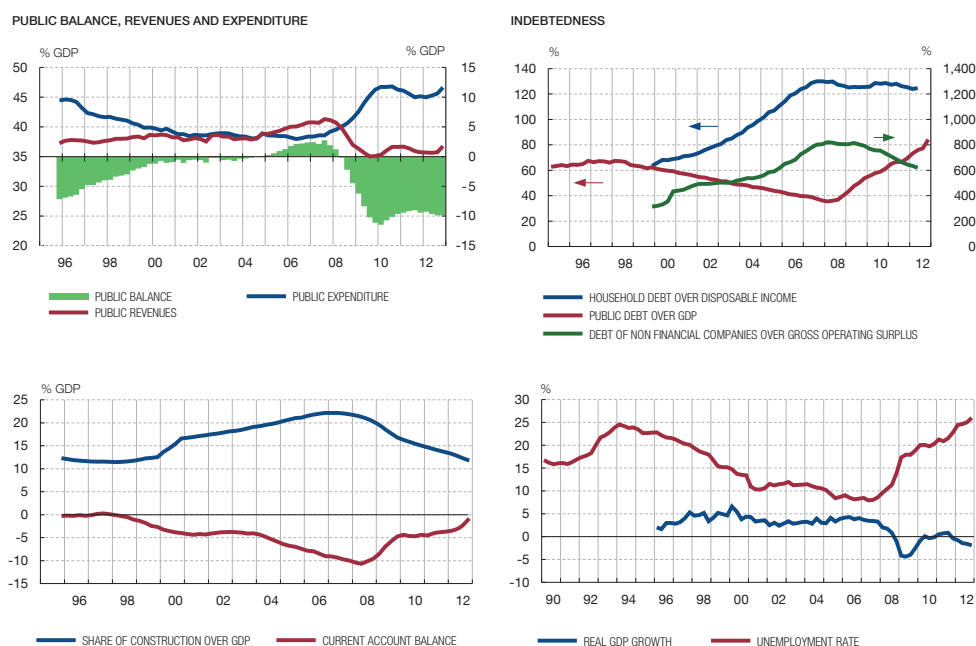 PUBLIC BALANCE, REVENUES AND EXPENDITURE
% GDP
% GDP
50
45
40
35
30
25
20
15
10
5
0
-5
-10
-15
96 98 00 02 04 06 08 10 12
PUBLIC BALANCE
PUBLIC EXPENDITURE
PUBLIC REVENUES
INDEBTEDNESS
%
%
140
120
100
80
60
40
20
0
1,400
1,200
1,000
800
600
400
200
0
96 98 00 02 04 06 08 10 12
HOUSEHOLD DEBT OVER DISPOSABLE INCOME
PUBLIC DEBT OVER GDP
DEBT OF NON FINANCIAL COMPANIES OVER GROSS OPERATING SURPLUS
% GDP
25
20
15
10
5
0
-5
-10
-15
96 98 00 02 04 06 08 10 12
SHARE OF CONSTRUCTION OVER GDP
CURRENT ACCOUNT BALANCE
%
30
25
20
15
10
5
0
-5
-10
90 92 94 96 98 00 02 04 06 08 10 12
REAL GDP GROWTH
UNEMPLOYMENT RATE